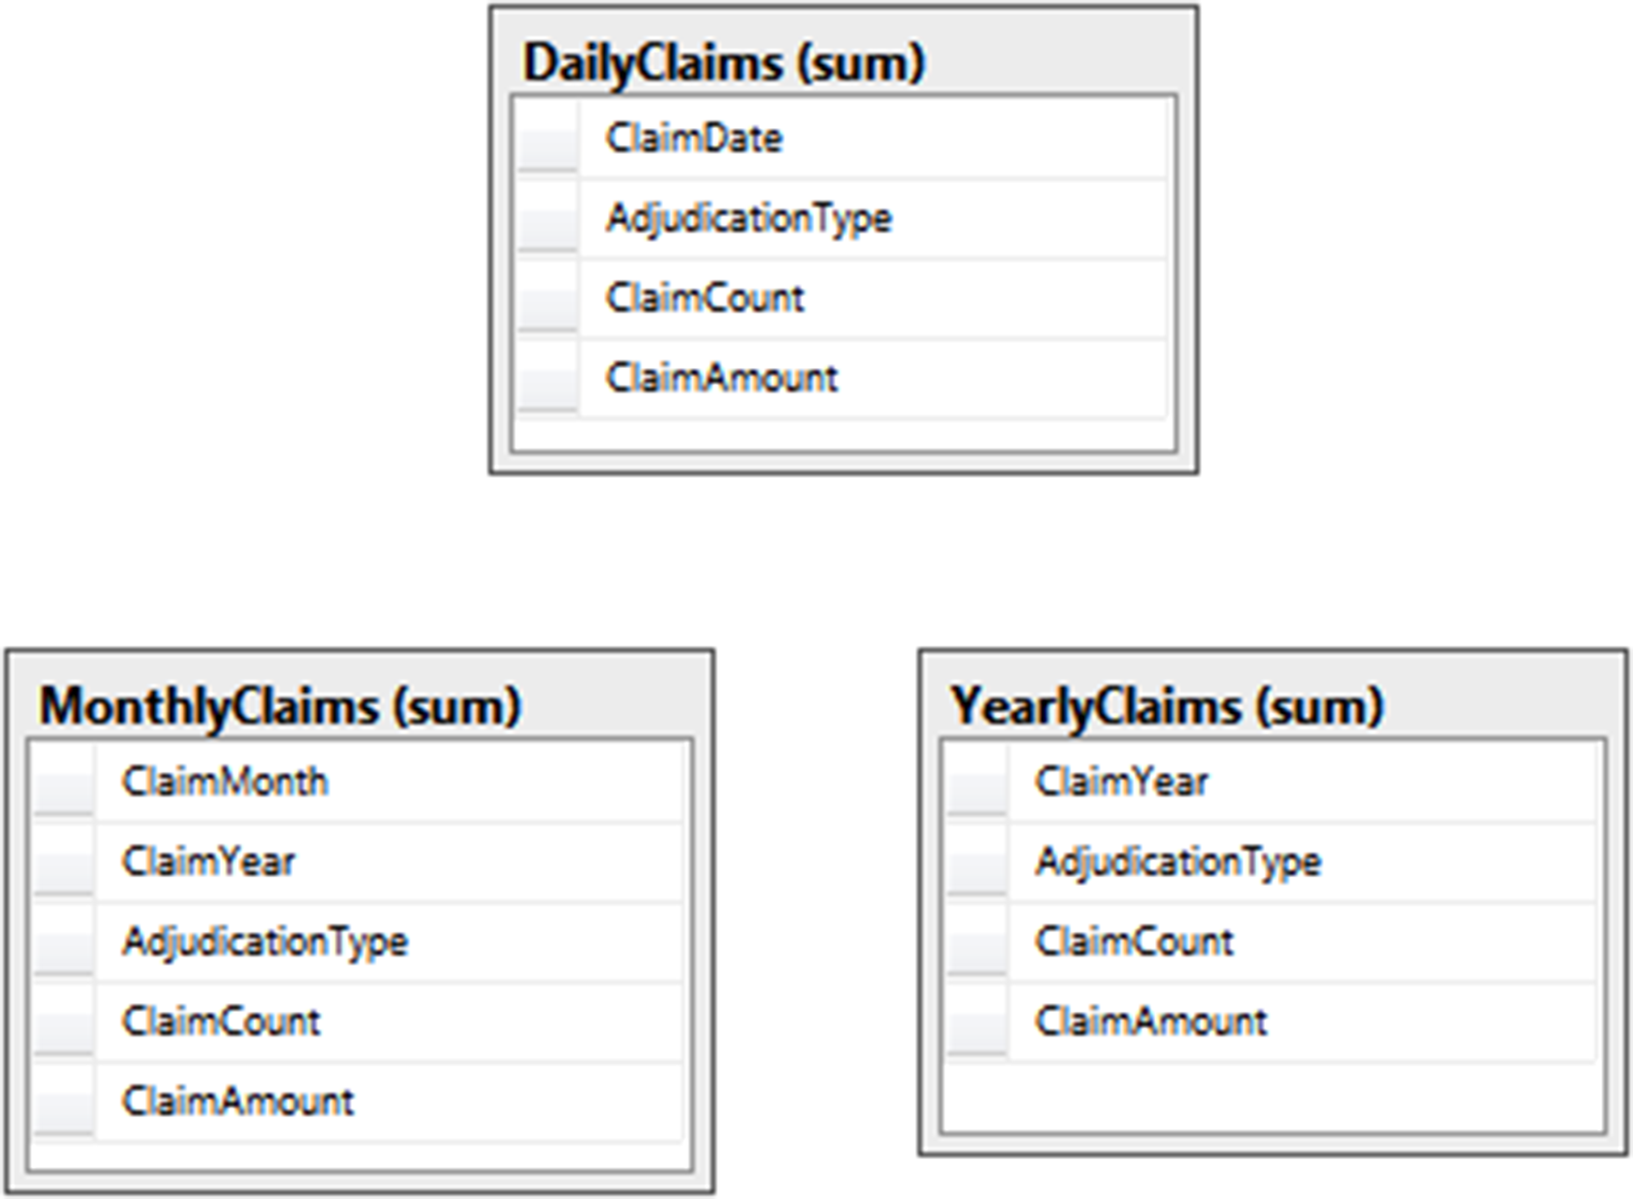 DailyClaims (sum)
ClaimDate
AdjudicationType
ClaimCount
ClaimAmount
MonthlyClaims (sum)
ClaimMonth
ClaimYear
AdjudicationType
ClaimCount
ClaimAmount
YearlyClaims (sum)
ClaimYear
AdjudicationType
ClaimCount
ClaimAmount